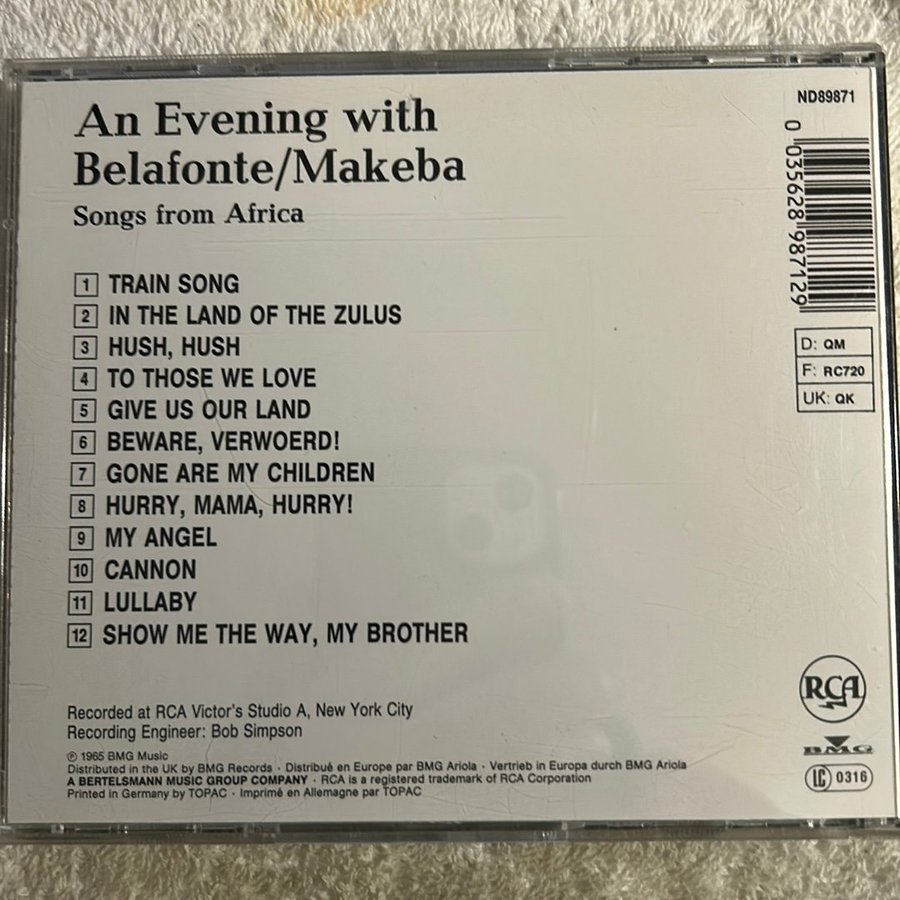 An Evening with
Belafonte/Makeba
Songs from Africa
1 TRAIN SONG
2 IN THE LAND OF THE ZULUS
3 HUSH, HUSH
4 TO THOSE WE LOVE
5 GIVE US OUR LAND
6 BEWARE, VERWOERD!
7 GONE ARE MY CHILDREN
8 HURRY, MAMA, HURRY!
9 MY ANGEL
10 CANNON
11 LULLABY
12 SHOW ME THE WAY, MY BROTHER
Recorded at RCA Victor's Studio A, New York City
Recording Engineer: Bob Simpson
℗ 1965 BMG Music
Distributed in the UK by BMG Records · Distribué en Europe par BMG Ariola · Vertrieb in Europa durch BMG Ariola
A BERTELSMANN MUSIC GROUP COMPANY · RCA is a registered trademark of RCA Corporation
Printed in Germany by TOPAC · Imprimé en Allemagne par TOPAC
ND89871
0 035628 987129
D: QM
F: RC720
UK: QK
RCA
BMG
LC 0316